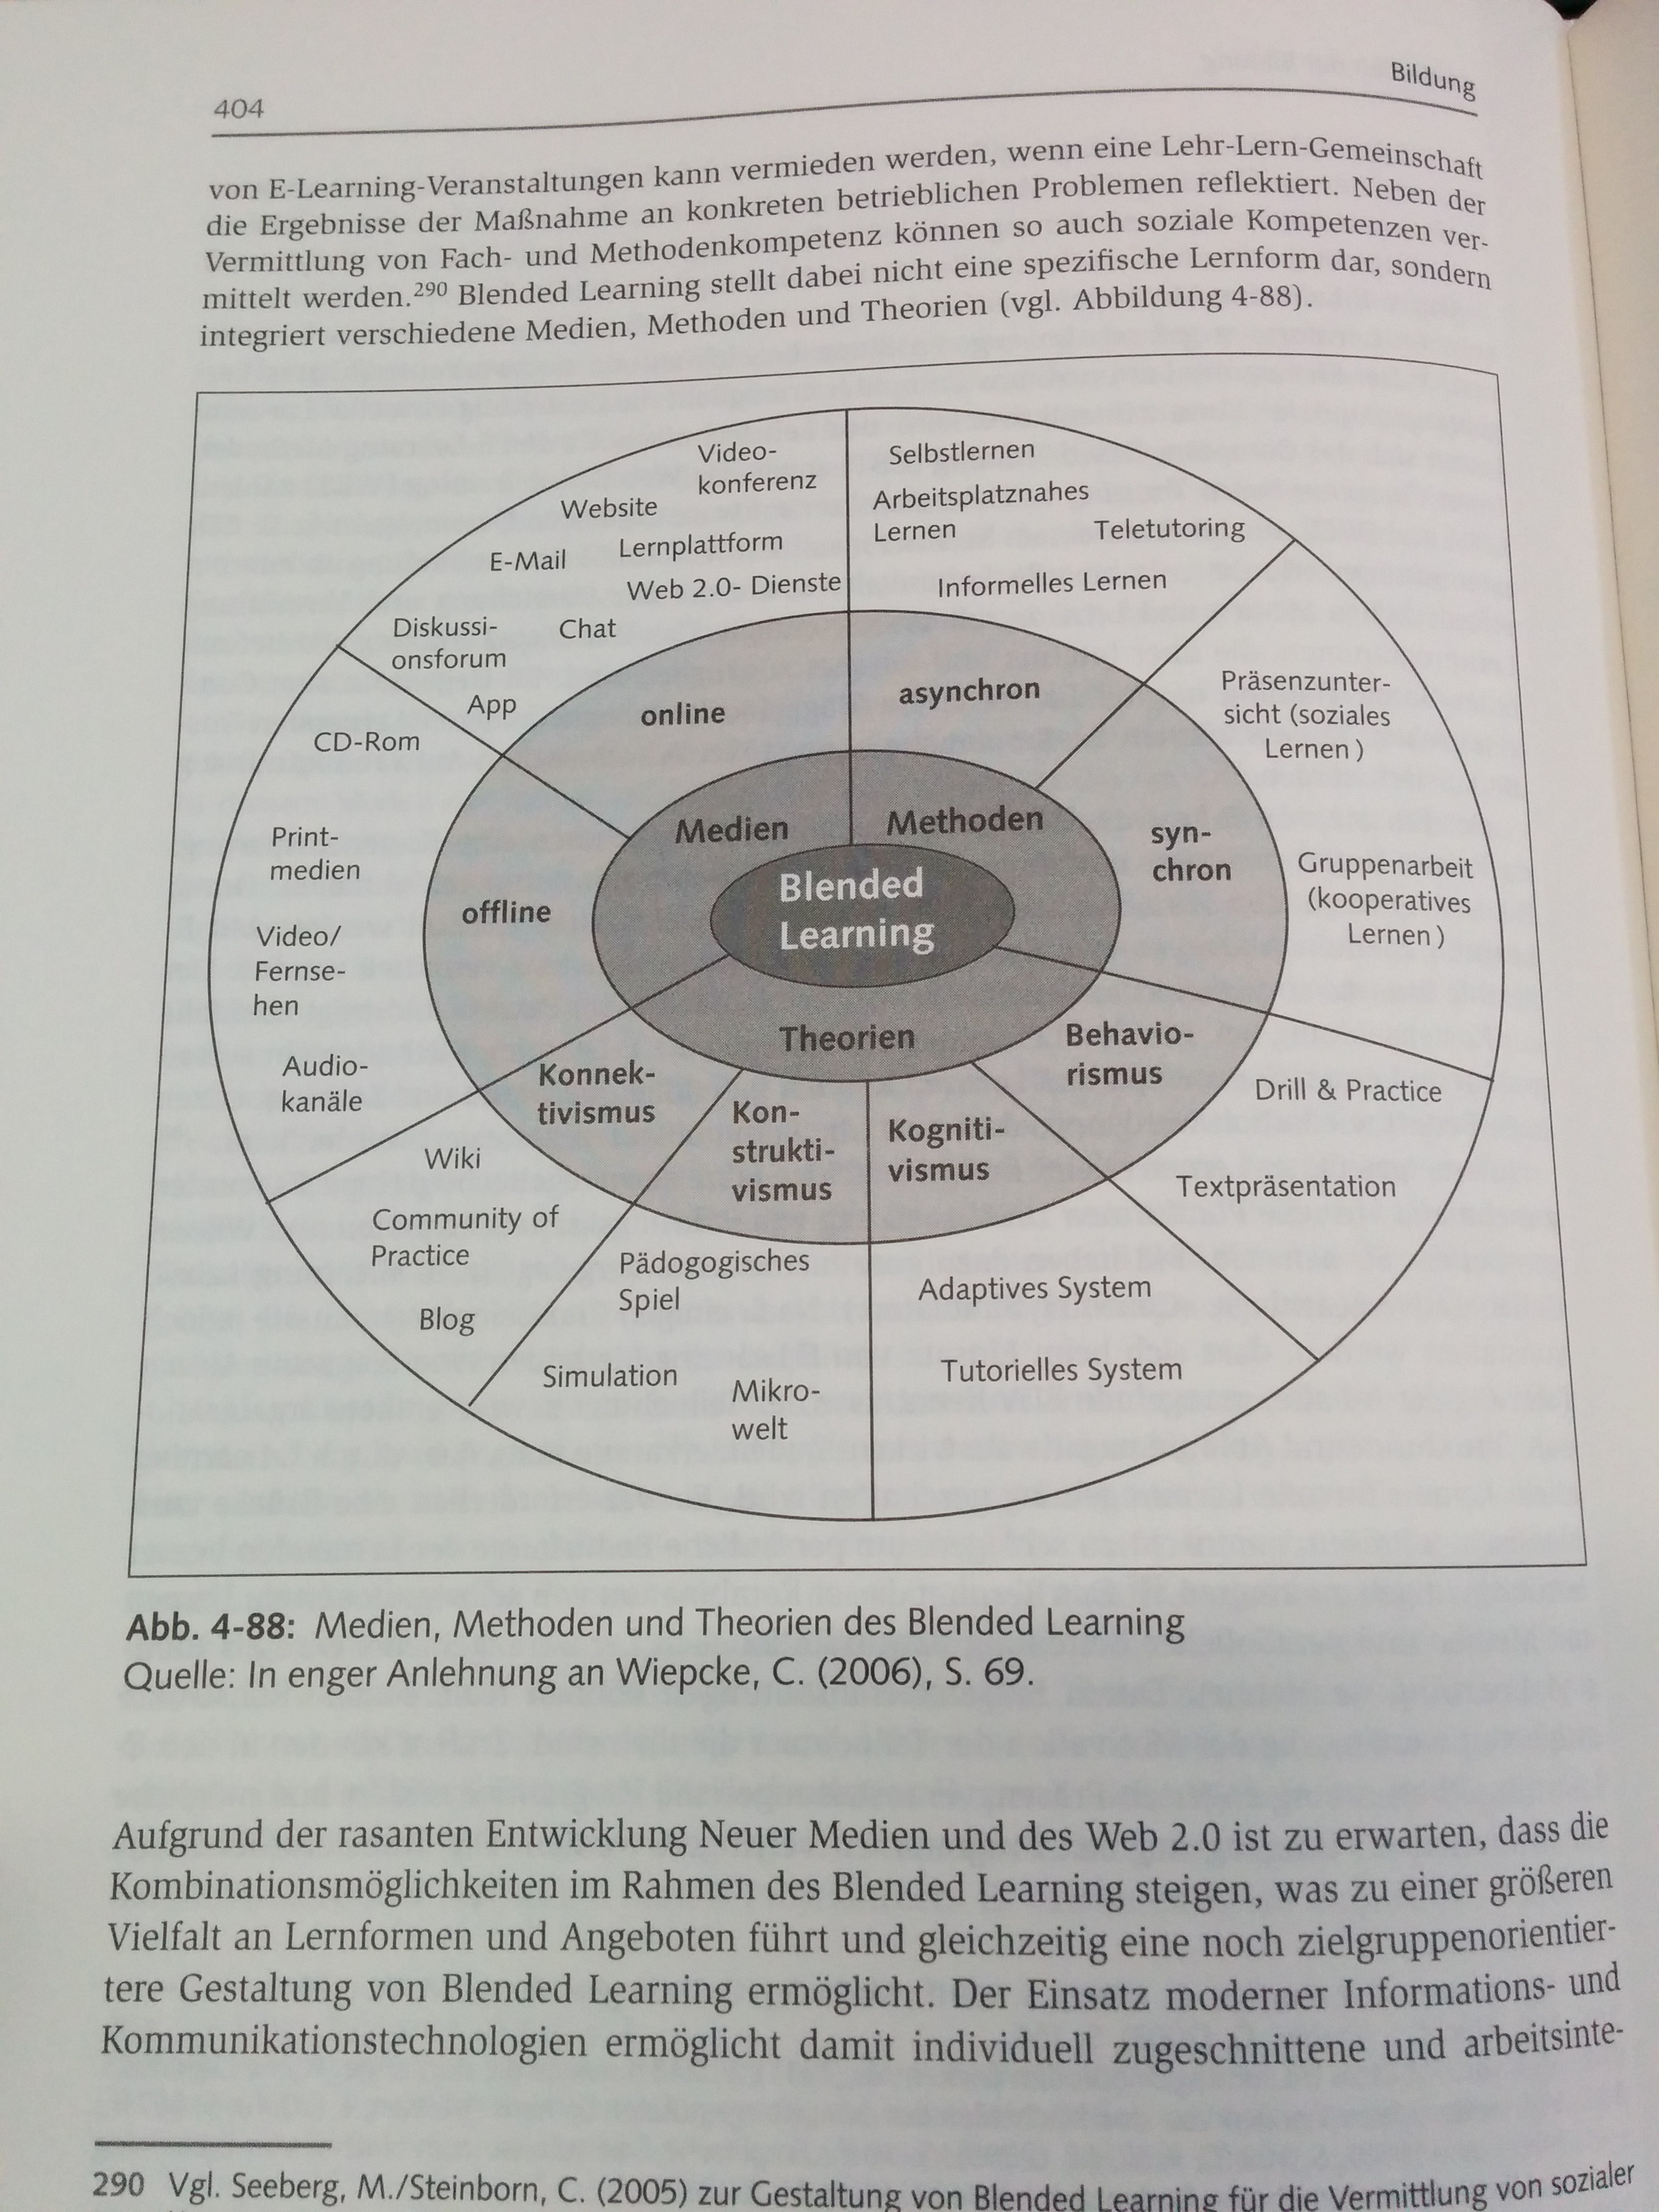 404
Bildung
von E-Learning-Veranstaltungen kann vermieden werden, wenn eine Lehr-Lern-Gemeinschaft
die Ergebnisse der Maßnahme an konkreten betrieblichen Problemen reflektiert. Neben der
Vermittlung von Fach- und Methodenkompetenz können so auch soziale Kompetenzen ver-
mittelt werden.290 Blended Learning stellt dabei nicht eine spezifische Lernform dar, sondern
integriert verschiedene Medien, Methoden und Theorien (vgl. Abbildung 4-88).
Video-
konferenz
Website
E-Mail
Lernplattform
Web 2.0- Dienste
Diskussi-
onsforum
Chat
App
Selbstlernen
Arbeitsplatznahes
Lernen
Teletutoring
Informelles Lernen
online
asynchron
Präsenzunter-
sicht (soziales
Lernen )
CD-Rom
Print-
medien
Video/
Fernse-
hen
Audio-
kanäle
offline
Medien
Methoden
syn-
chron
Gruppenarbeit
(kooperatives
Lernen )
Blended
Learning
Theorien
Konnek-
tivismus
Kon-
strukti-
vismus
Kogniti-
vismus
Behavio-
rismus
Drill & Practice
Textpräsentation
Wiki
Community of
Practice
Blog
Pädogogisches
Spiel
Simulation
Mikro-
welt
Adaptives System
Tutorielles System
Abb. 4-88: Medien, Methoden und Theorien des Blended Learning
Quelle: In enger Anlehnung an Wiepcke, C. (2006), S. 69.
Aufgrund der rasanten Entwicklung Neuer Medien und des Web 2.0 ist zu erwarten, dass die
Kombinationsmöglichkeiten im Rahmen des Blended Learning steigen, was zu einer größeren
Vielfalt an Lernformen und Angeboten führt und gleichzeitig eine noch zielgruppenorientier-
tere Gestaltung von Blended Learning ermöglicht. Der Einsatz moderner Informations- und
Kommunikationstechnologien ermöglicht damit individuell zugeschnittene und arbeitsinte-
290 Vgl. Seeberg, M./Steinborn, C. (2005) zur Gestaltung von Blended Learning für die Vermittlung von sozialer